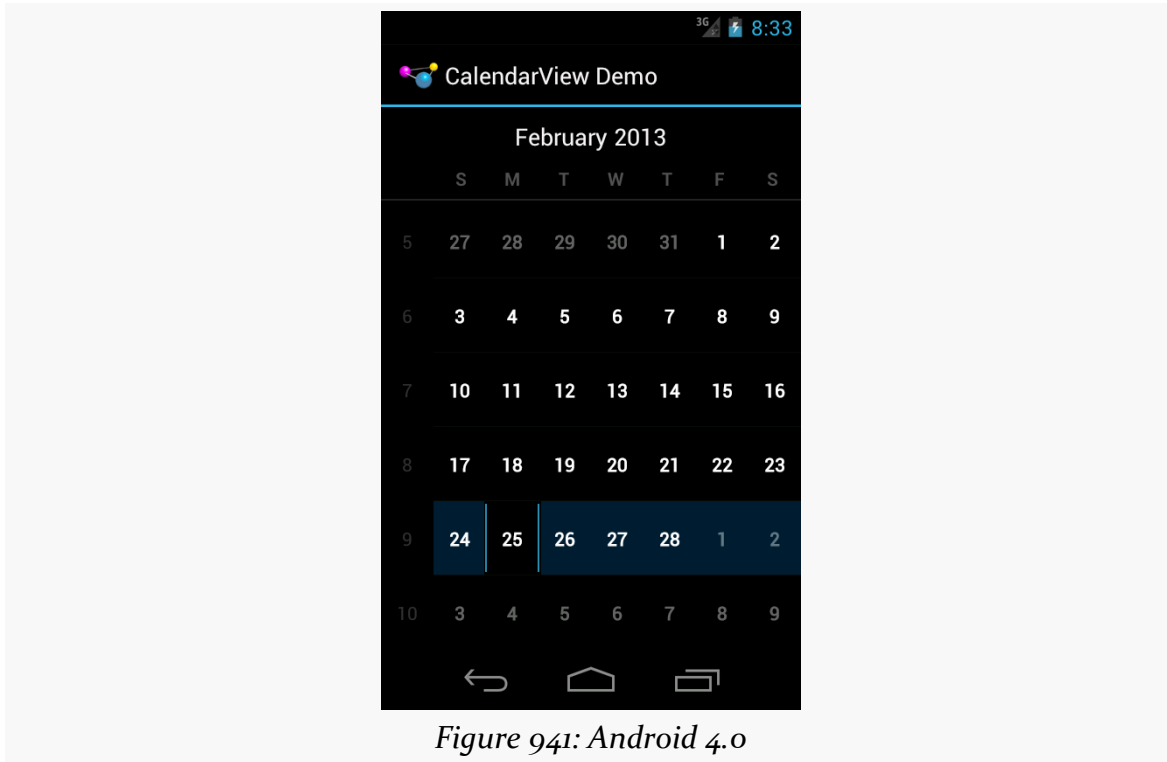 3G 8:33
CalendarView Demo
February 2013
S M T W T F S
5 27 28 29 30 31 1 2
6 3 4 5 6 7 8 9
7 10 11 12 13 14 15 16
8 17 18 19 20 21 22 23
9 24 25 26 27 28 1 2
10 3 4 5 6 7 8 9
Figure 941: Android 4.0